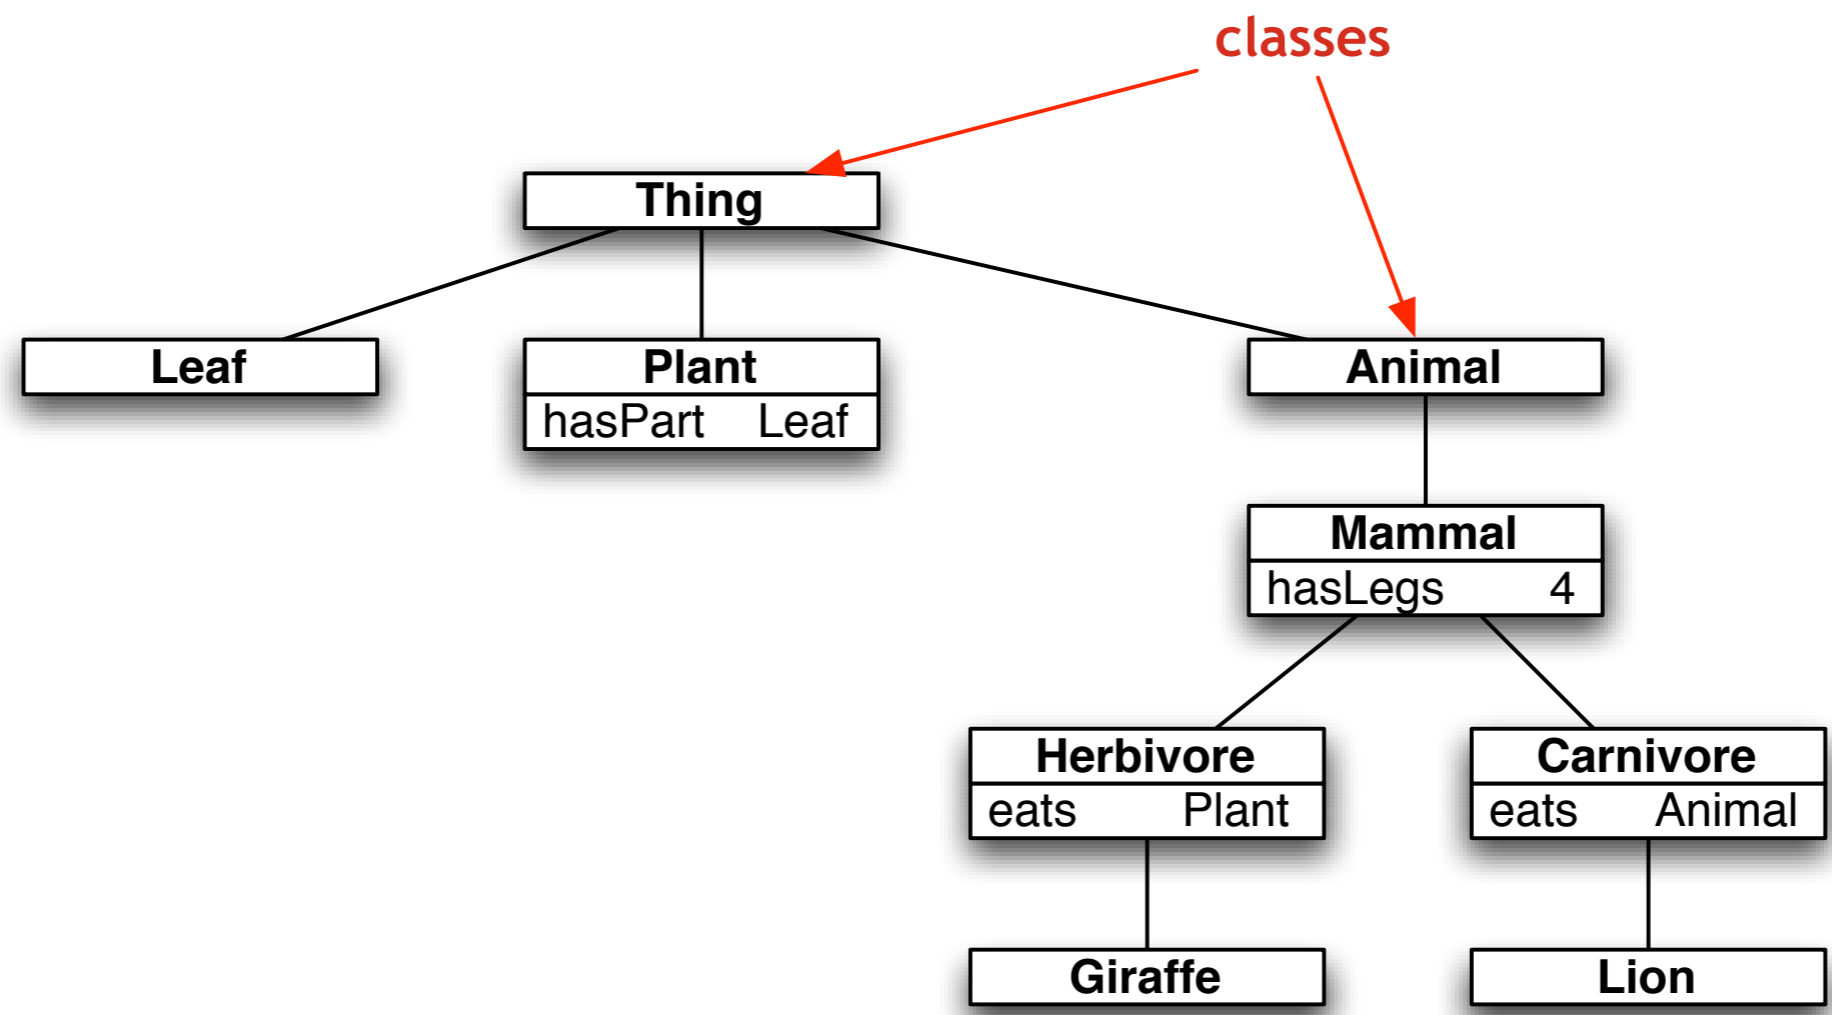 classes
Thing
Leaf
Plant
Animal
hasPart Leaf
Mammal
hasLegs 4
Herbivore
Carnivore
eats Plant
eats Animal
Giraffe
Lion